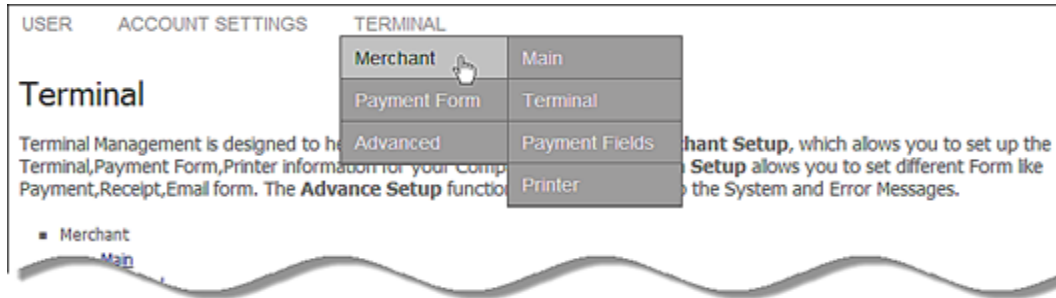 USER ACCOUNT SETTINGS TERMINAL
Merchant Main
Payment Form Terminal
Advanced Payment Fields
Printer
Terminal
Terminal Management is designed to he chant Setup, which allows you to set up the
Terminal,Payment Form,Printer information for your Comp Setup allows you to set different Form like
Payment,Receipt,Email form. The Advance Setup functio the System and Error Messages.
Merchant
Main